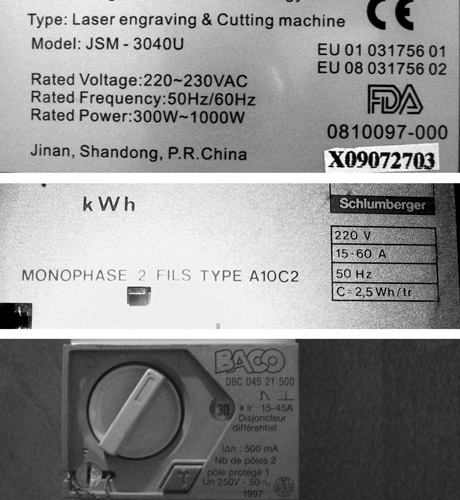 Type: Laser engraving & Cutting machine
CE
Model: JSM - 3040U
EU 01 031756 01
EU 08 031756 02
Rated Voltage:220~230VAC
Rated Frequency:50Hz/60Hz
Rated Power:300W~1000W
FDA
0810097-000
Jinan, Shandong, P.R.China
X09072703
kWh
Schlumberger
220 V
15-60 A
50 Hz
C=2,5Wh/tr
MONOPHASE 2 FILS TYPE A10C2
BACO
DBC 045 21 500
30
Ir 15-45A
Disjoncteur
différentiel
T
IΔn : 500 mA
Nb de pôles 2
pôle protégé 1
Un 250V - 50~
1997